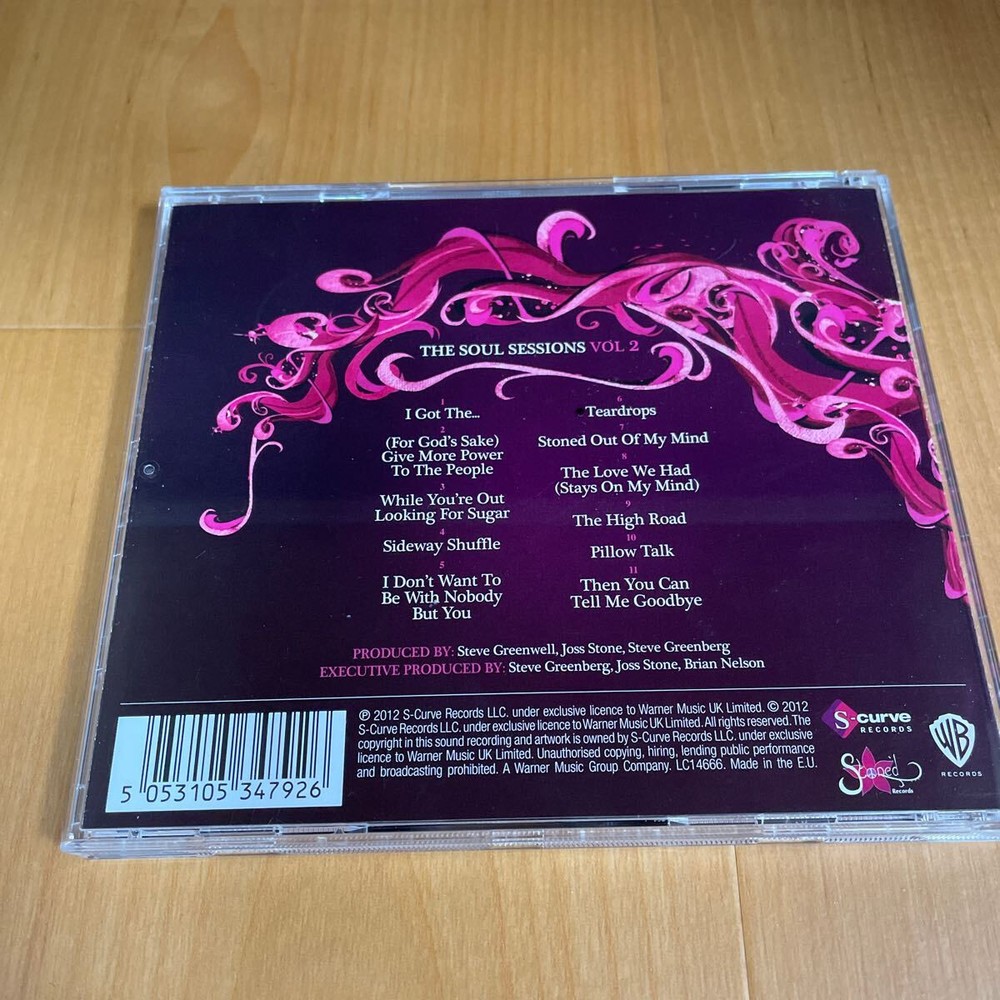 THE SOUL SESSIONS VOL 2
1
I Got The...
2
(For God's Sake)
Give More Power
To The People
3
While You're Out
Looking For Sugar
4
Sideway Shuffle
5
I Don't Want To
Be With Nobody
But You
6
Teardrops
7
Stoned Out Of My Mind
8
The Love We Had
(Stays On My Mind)
9
The High Road
10
Pillow Talk
11
Then You Can
Tell Me Goodbye
PRODUCED BY: Steve Greenwell, Joss Stone, Steve Greenberg
EXECUTIVE PRODUCED BY: Steve Greenberg, Joss Stone, Brian Nelson
℗ 2012 S-Curve Records LLC. under exclusive licence to Warner Music UK Limited. © 2012
S-Curve Records LLC. under exclusive licence to Warner Music UK Limited. All rights reserved. The
copyright in this sound recording and artwork is owned by S-Curve Records LLC. under exclusive
licence to Warner Music UK Limited. Unauthorised copying, hiring, lending public performance
and broadcasting prohibited. A Warner Music Group Company. LC14666. Made in the E.U.
5 053105 347926
S-curve
RECORDS
Stoned
Records
WB
RECORDS